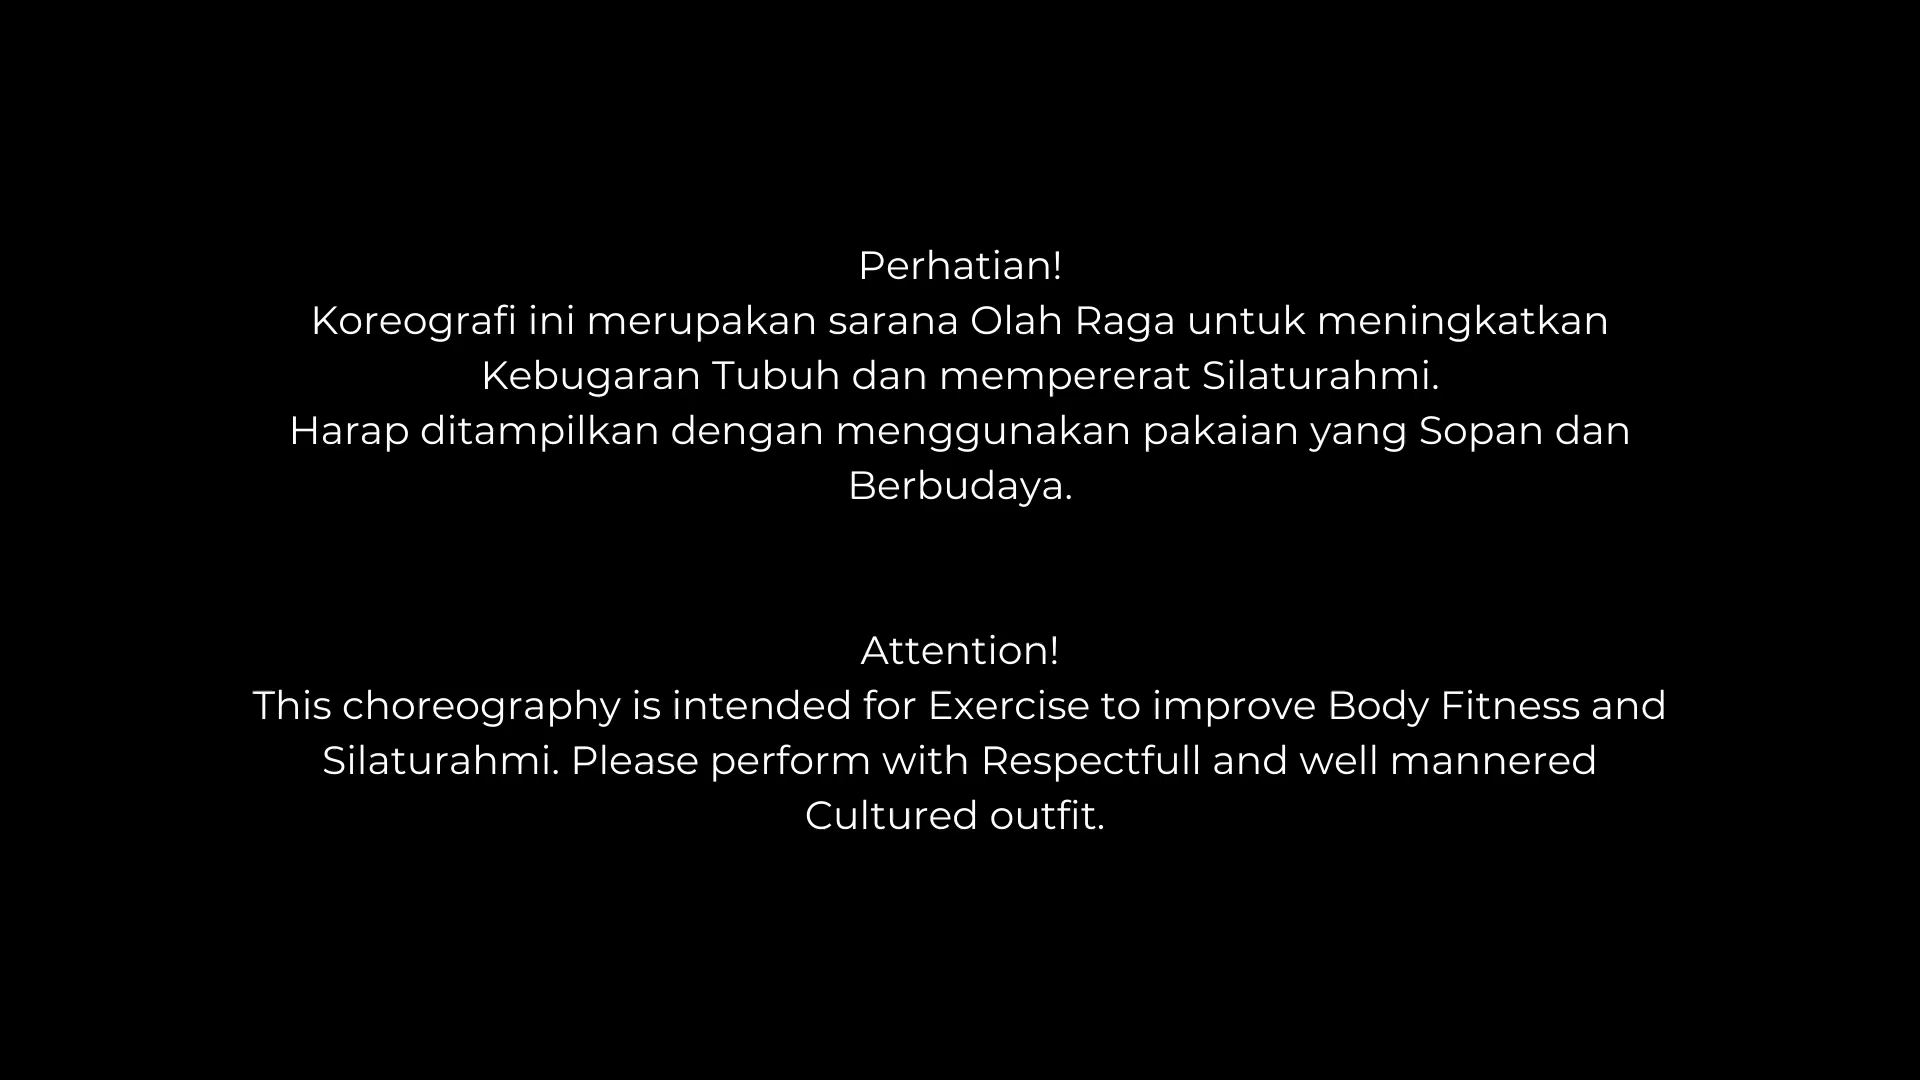 Perhatian!
Koreografi ini merupakan sarana Olah Raga untuk meningkatkan
Kebugaran Tubuh dan mempererat Silaturahmi.
Harap ditampilkan dengan menggunakan pakaian yang Sopan dan
Berbudaya.
Attention!
This choreography is intended for Exercise to improve Body Fitness and
Silaturahmi. Please perform with Respectfull and well mannered
Cultured outfit.